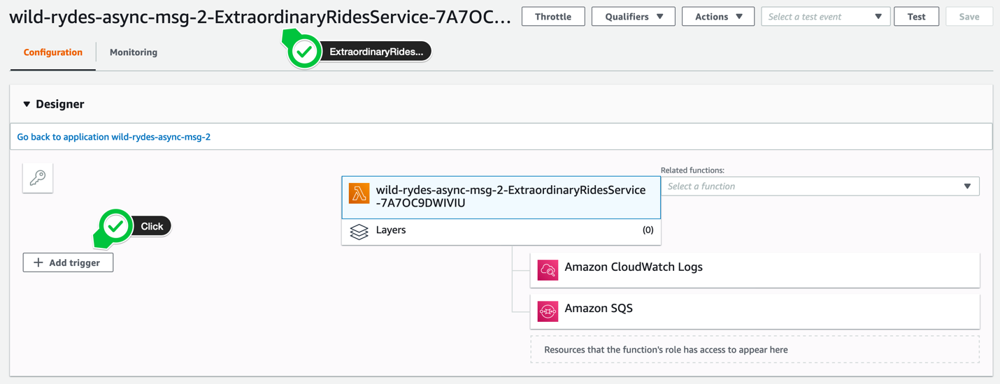 wild-rydes-async-msg-2-ExtraordinaryRidesService-7A7OC...
Throttle
Qualifiers
Actions
Select a test event
Test
Save
Configuration
Monitoring
ExtraordinaryRides...
Designer
Go back to application wild-rydes-async-msg-2
Related functions:
Select a function
wild-rydes-async-msg-2-ExtraordinaryRidesService
-7A7OC9DWIVIU
Layers
(0)
Click
+ Add trigger
Amazon CloudWatch Logs
Amazon SQS
Resources that the function's role has access to appear here